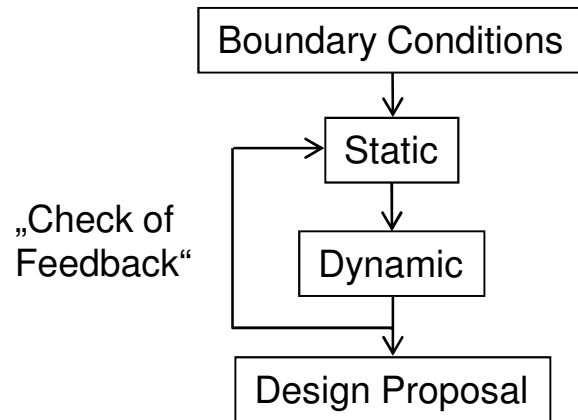 Boundary Conditions
Static
„Check of
Feedback“
Dynamic
Design Proposal